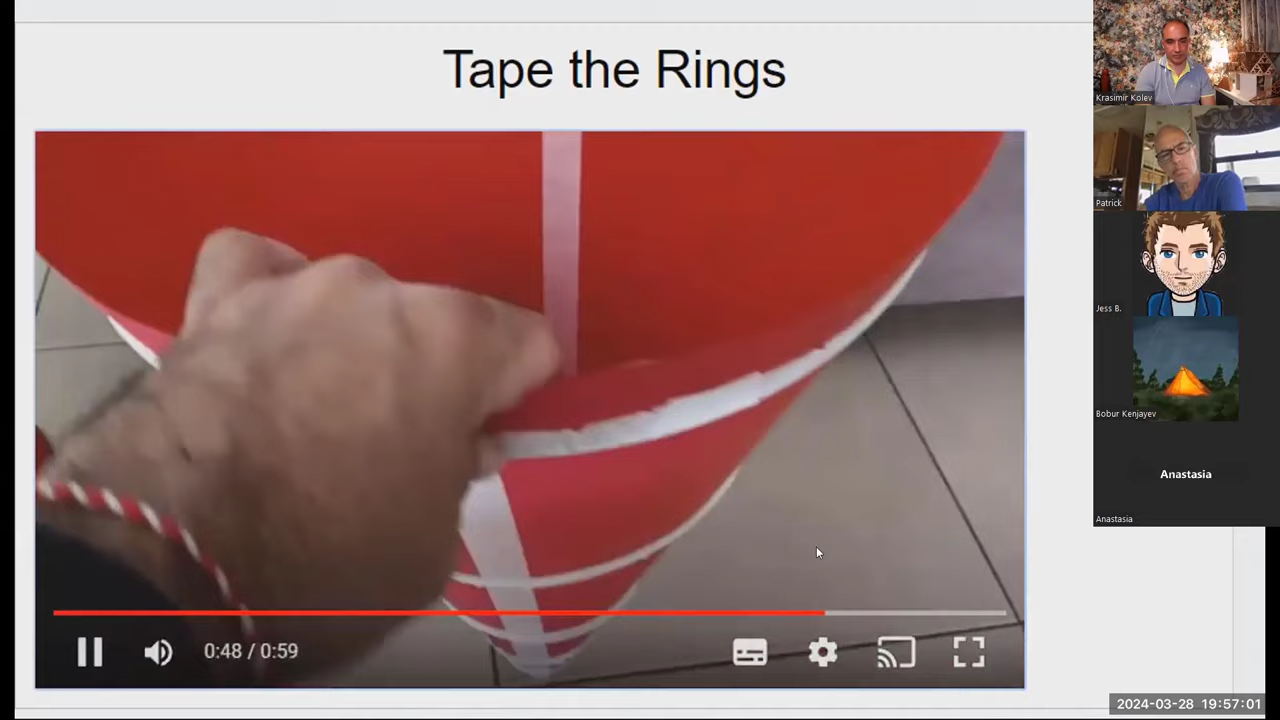 Tape the Rings
Krasimir Kolev
Patrick
Jess B.
Bobur Kenjayev
Anastasia
Anastasia
0:48 / 0:59
2024-03-28 19:57:01